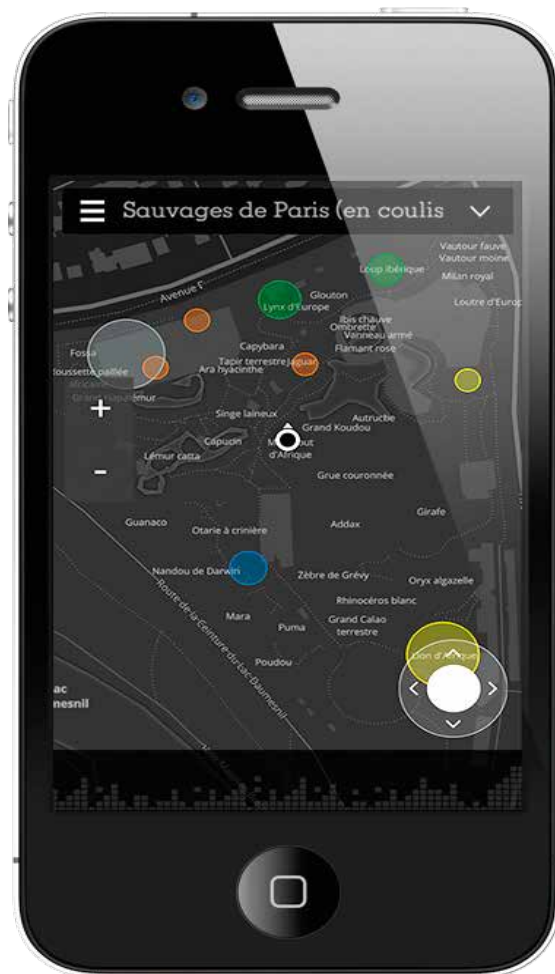 Sauvages de Paris (en coulis
Vautour fauve
Vautour moine
Loup ibérique
Milan royal
Avenue
Glouton
Lynx d'Europe
Loutre d'Europ
Ibis chauve
Ombrette
Vanneau armé
Flamant rose
Capybara
Fossa
Tapir terrestre
Jaguar
Roussette paillée
africaine
Ara hyacinthe
+
Singe laineux
Autruche
Grand Koudou
Capucin
d'Afrique
Lémur catta
-
Grue couronnée
Girafe
Guanaco
Addax
Otarie à crinière
Nandou de Darwin
Zèbre de Grévy
Oryx algazelle
Route de la Ceinture du Lac Daumesnil
Rhinocéros blanc
Mara
Grand Calao
terrestre
Puma
Lion d'Afrique
Poudou
ac
mesnil